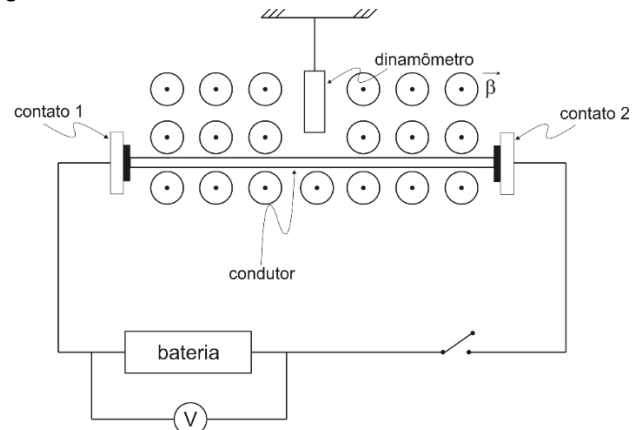 dinamômetro
β
contato 1
contato 2
condutor
bateria
V